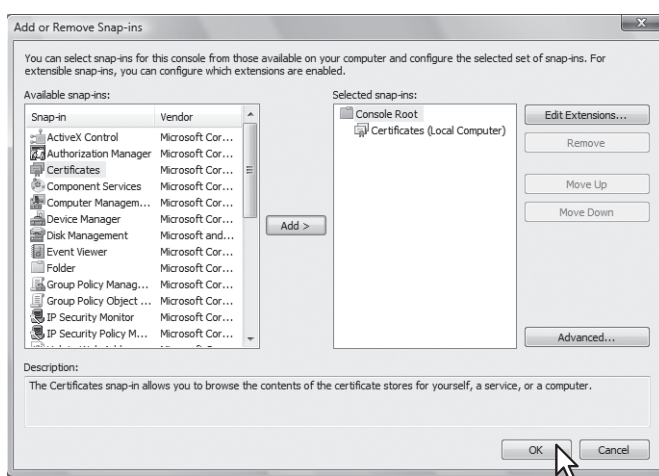 Add or Remove Snap-ins
You can select snap-ins for this console from those available on your computer and configure the selected set of snap-ins. For
extensible snap-ins, you can configure which extensions are enabled.
Available snap-ins:
Snap-in Vendor
ActiveX Control Microsoft Cor...
Authorization Manager Microsoft Cor...
Certificates Microsoft Cor...
Component Services Microsoft Cor...
Computer Managem... Microsoft Cor...
Device Manager Microsoft Cor...
Disk Management Microsoft and...
Event Viewer Microsoft Cor...
Folder Microsoft Cor...
Group Policy Manag... Microsoft Cor...
Group Policy Object ... Microsoft Cor...
IP Security Monitor Microsoft Cor...
IP Security Policy M... Microsoft Cor...
Add >
Selected snap-ins:
Console Root
Certificates (Local Computer)
Edit Extensions...
Remove
Move Up
Move Down
Advanced...
Description:
The Certificates snap-in allows you to browse the contents of the certificate stores for yourself, a service, or a computer.
OK Cancel